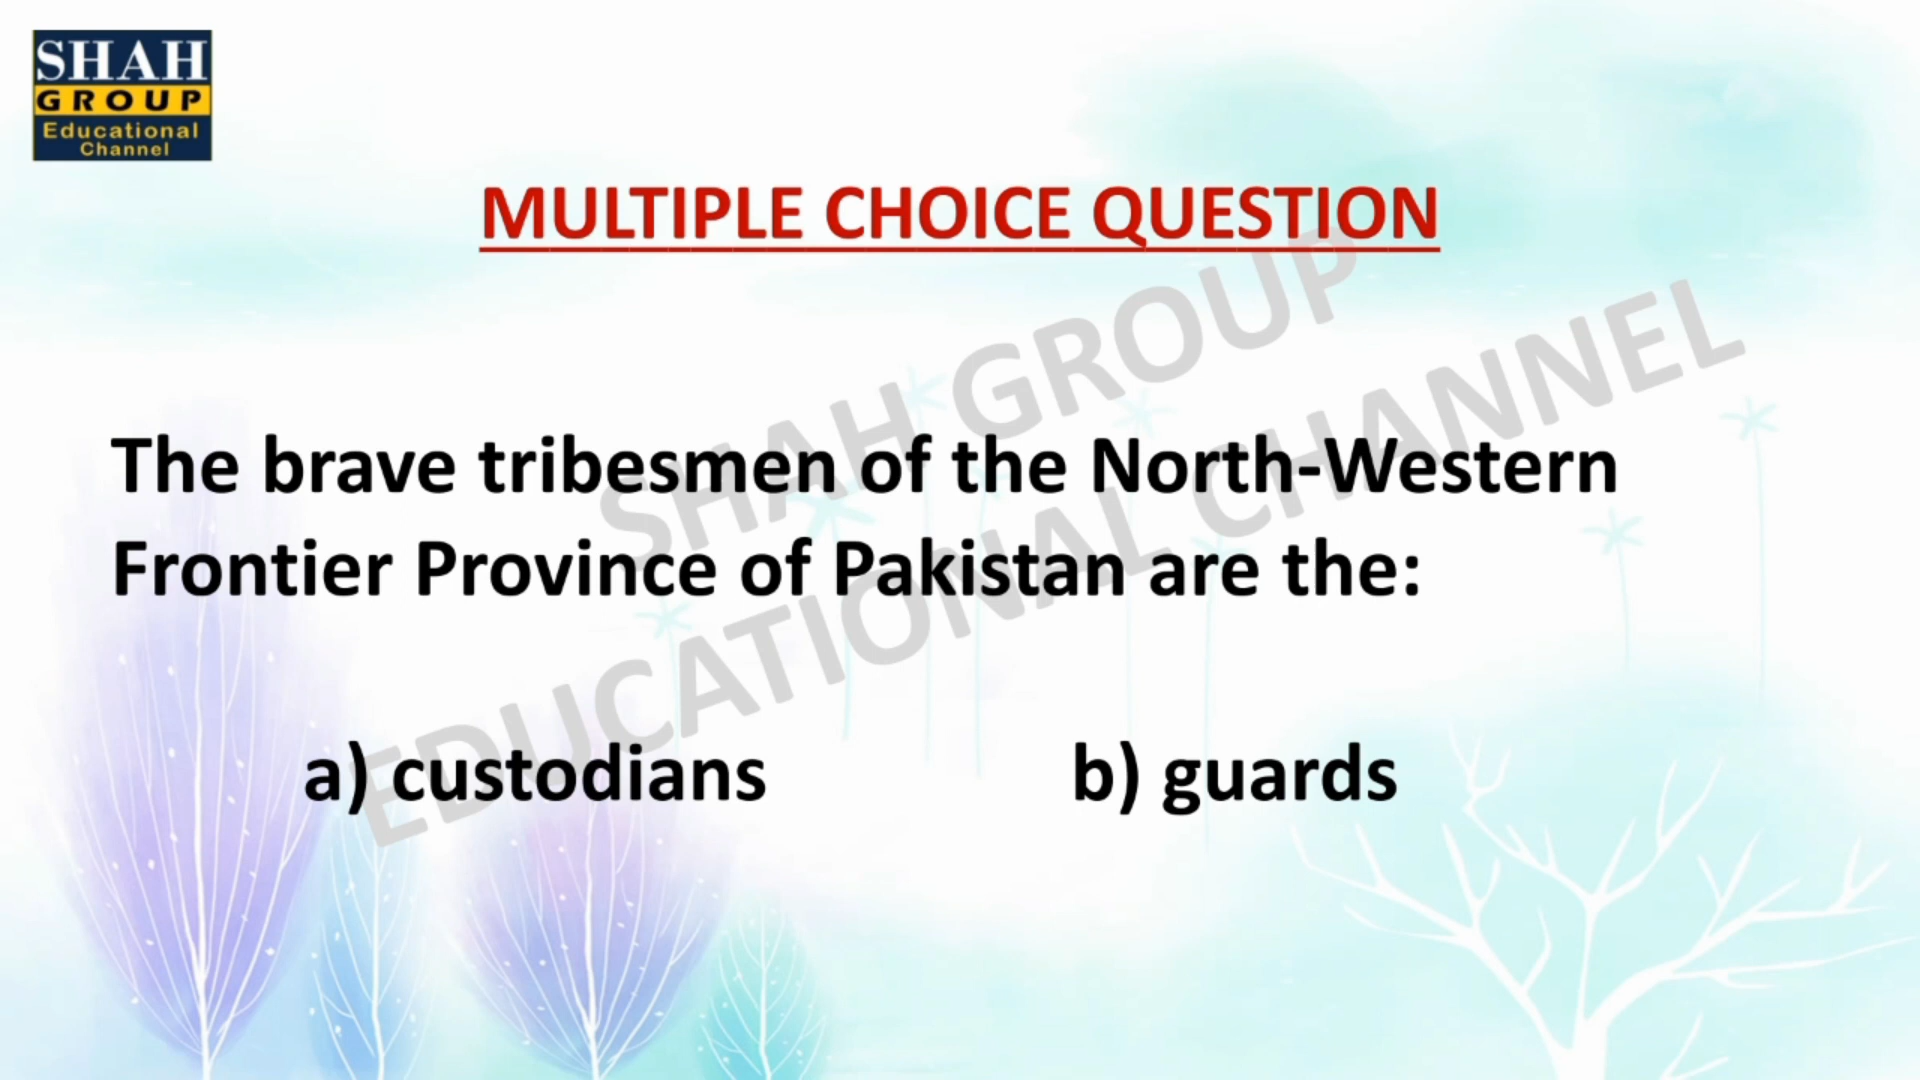 SHAH
GROUP
Educational
Channel
MULTIPLE CHOICE QUESTION
SHAH GROUP
EDUCATIONAL CHANNEL
The brave tribesmen of the North-Western
Frontier Province of Pakistan are the:
a) custodians b) guards